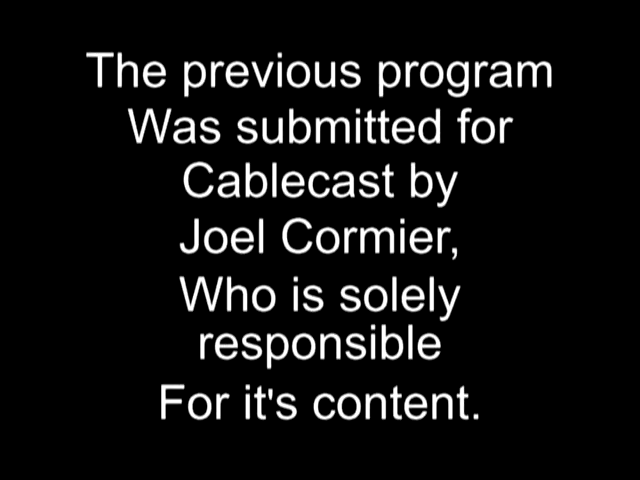 The previous program
Was submitted for
Cablecast by
Joel Cormier,
Who is solely
responsible
For it's content.